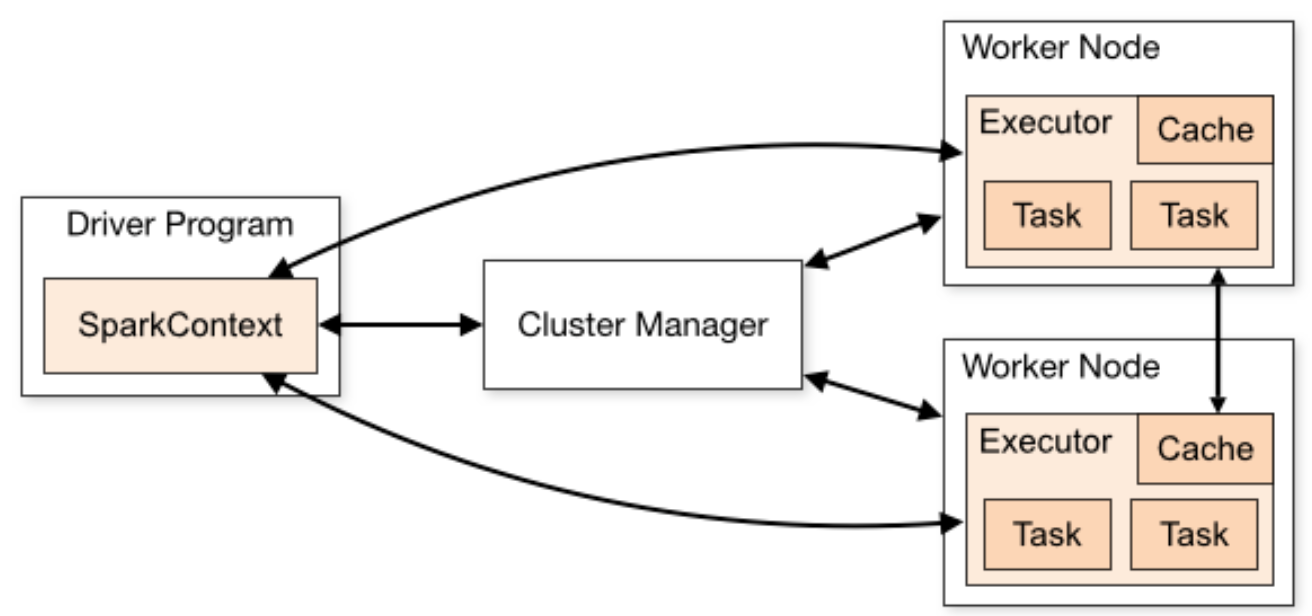 Driver Program
SparkContext
Cluster Manager
Worker Node
Executor
Cache
Task
Task
Worker Node
Executor
Cache
Task
Task